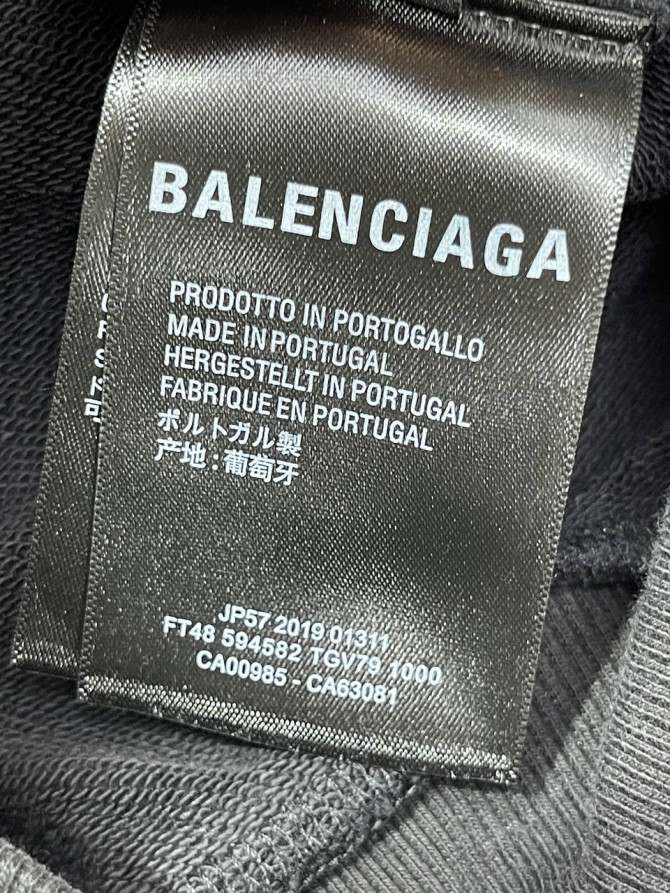 BALENCIAGA
PRODOTTO IN PORTOGALLO
MADE IN PORTUGAL
HERGESTELLT IN PORTUGAL
FABRIQUE EN PORTUGAL
ポルトガル製
产地:葡萄牙
JP57 2019 01311
FT48 594582 TGV79 1000
CA00985 - CA63081